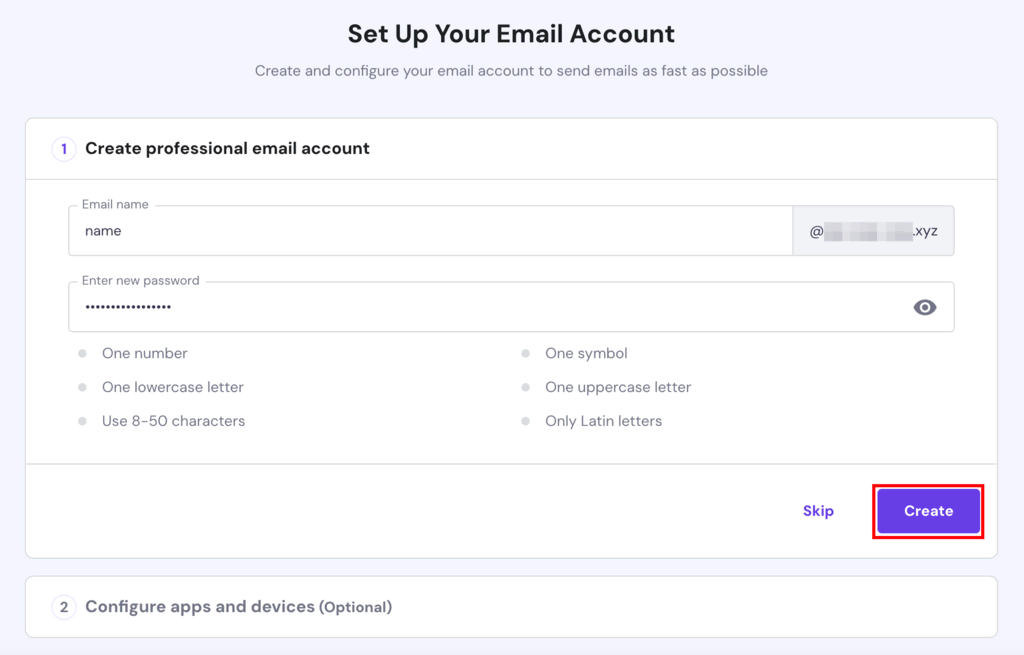 Set Up Your Email Account
Create and configure your email account to send emails as fast as possible
1 Create professional email account
Email name
name @ .xyz
Enter new password
•••••••••••••••••
One number
One symbol
One lowercase letter
One uppercase letter
Use 8-50 characters
Only Latin letters
Skip Create
2 Configure apps and devices (Optional)